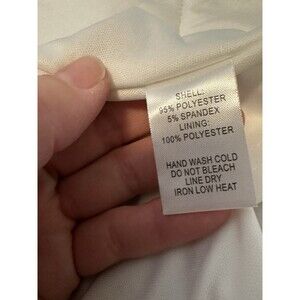 SHELL:
95% POLYESTER
5% SPANDEX
LINING:
100% POLYESTER
HAND WASH COLD
DO NOT BLEACH
LINE DRY
IRON LOW HEAT